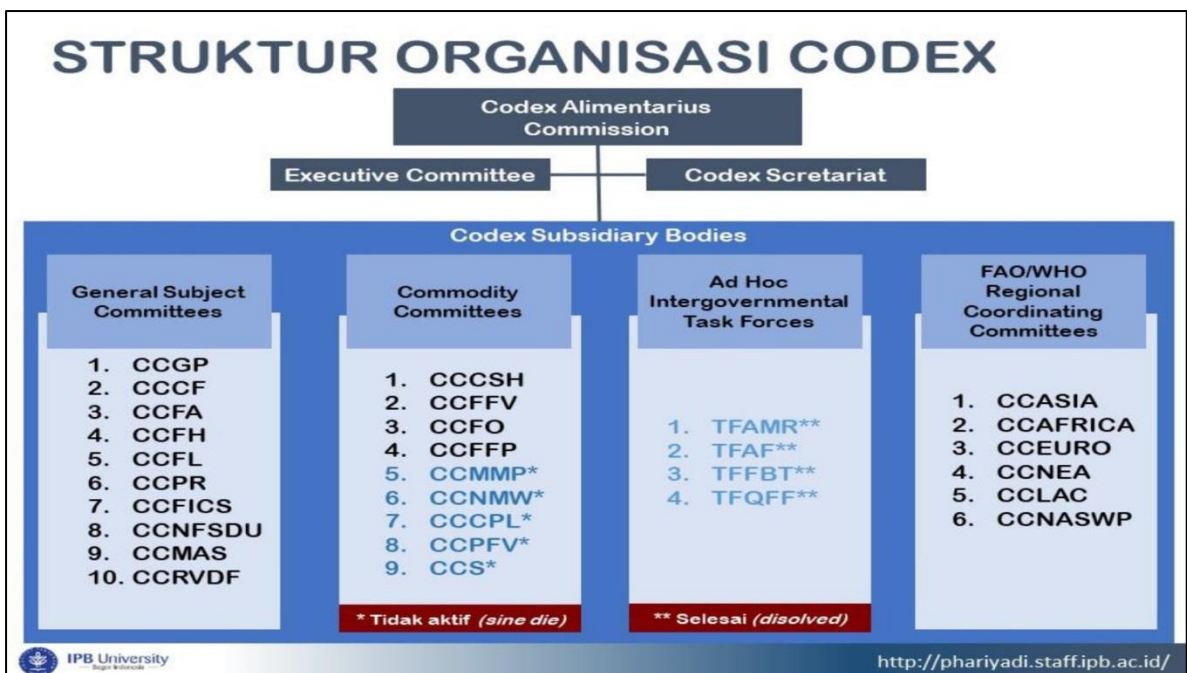 STRUKTUR ORGANISASI CODEX
Codex Alimentarius
Commission
Executive Committee
Codex Scretariat
Codex Subsidiary Bodies
General Subject
Committees
1. CCGP
2. CCCF
3. CCFA
4. CCFH
5. CCFL
6. CCPR
7. CCFICS
8. CCNFSDU
9. CCMAS
10. CCRVDF
Commodity
Committees
1. CCCSH
2. CCFFV
3. CCFO
4. CCFFP
5. CCMMP*
6. CCNMW*
7. CCCPL*
8. CCPFV*
9. CCS*
* Tidak aktif (sine die)
Ad Hoc
Intergovernmental
Task Forces
1. TFAMR**
2. TFAF**
3. TFFBT**
4. TFQFF**
** Selesai (disolved)
FAO/WHO
Regional
Coordinating
Committees
1. CCASIA
2. CCAFRICA
3. CCEURO
4. CCNEA
5. CCLAC
6. CCNASWP
IPB University
Bogor Indonesia
http://phariyadi.staff.ipb.ac.id/